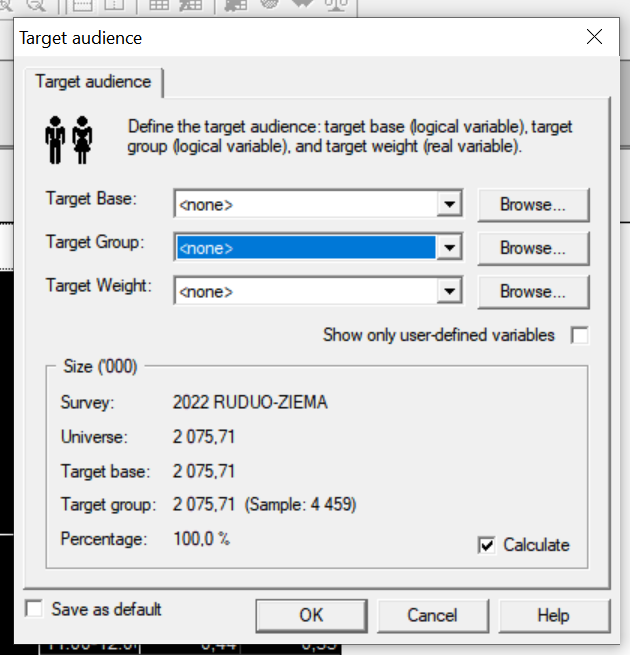 Target audience
Target audience
Define the target audience: target base (logical variable), target
group (logical variable), and target weight (real variable).
Target Base: <none> Browse...
Target Group: <none> Browse...
Target Weight: <none> Browse...
Show only user-defined variables
Size ('000)
Survey: 2022 RUDUO-ZIEMA
Universe: 2 075,71
Target base: 2 075,71
Target group: 2 075,71 (Sample: 4 459)
Percentage: 100,0 %
Calculate
Save as default OK Cancel Help